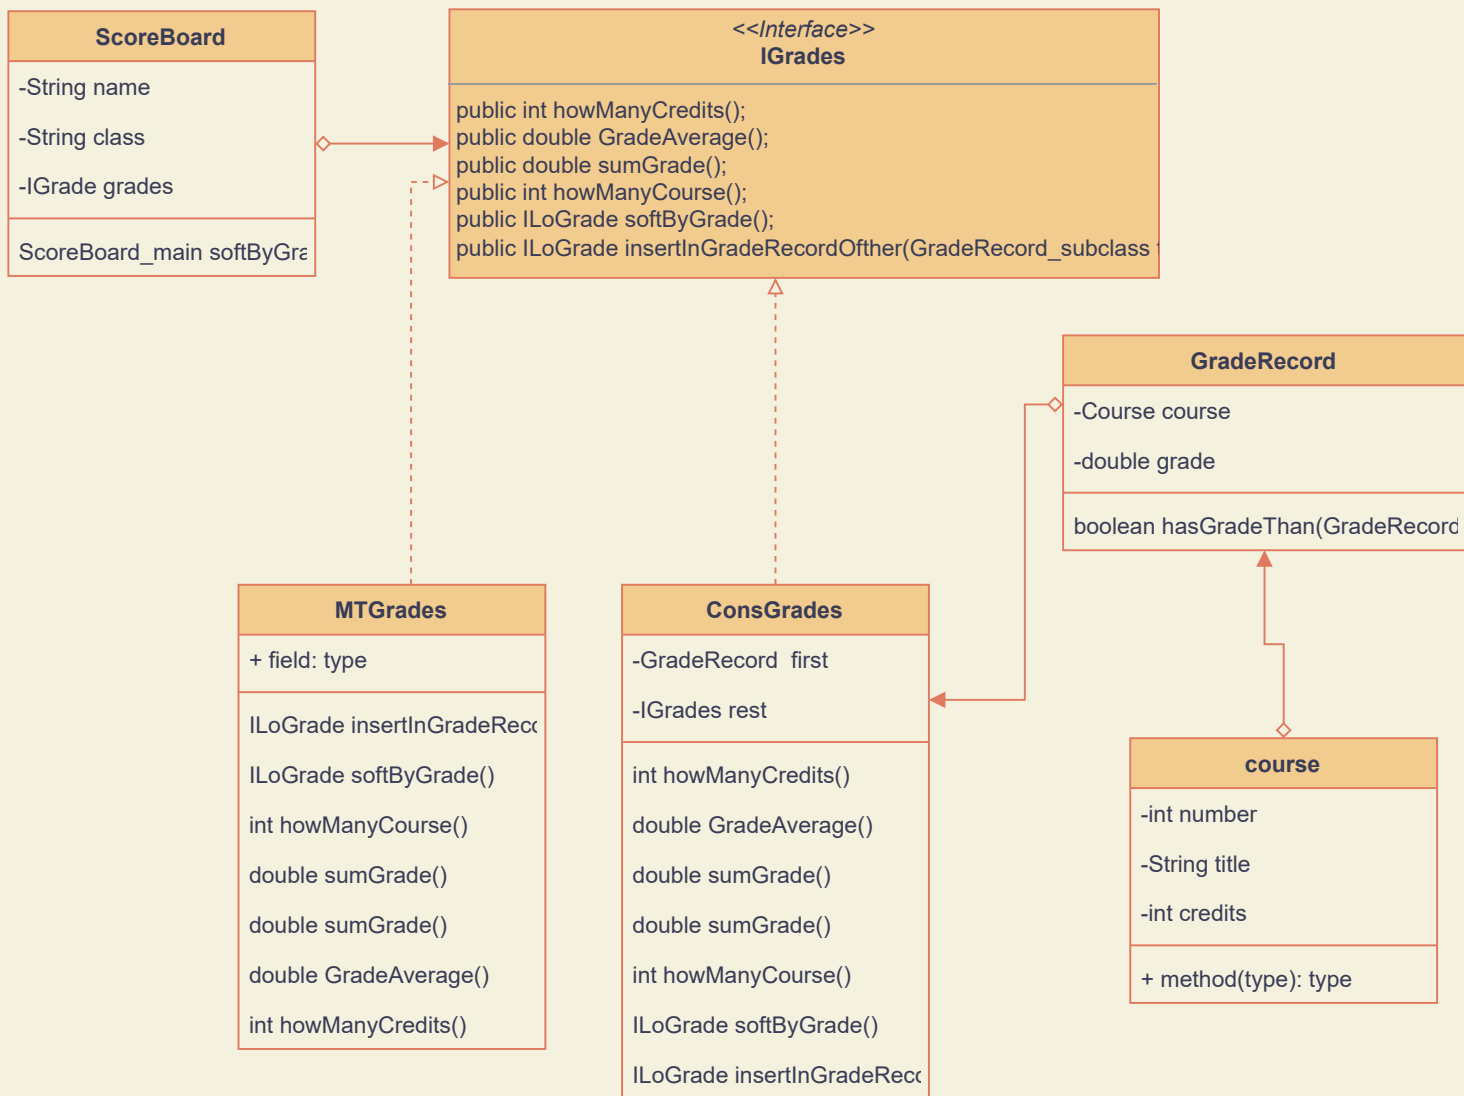 ScoreBoard
-String name
-String class
-IGrade grades
ScoreBoard_main softByGra
<<Interface>>
IGrades
public int howManyCredits();
public double GradeAverage();
public double sumGrade();
public int howManyCourse();
public ILoGrade softByGrade();
public ILoGrade insertInGradeRecordOfther(GradeRecord_subclass
GradeRecord
-Course course
-double grade
boolean hasGradeThan(GradeRecord
MTGrades
+ field: type
ILoGrade insertInGradeReco
ILoGrade softByGrade()
int howManyCourse()
double sumGrade()
double sumGrade()
double GradeAverage()
int howManyCredits()
ConsGrades
-GradeRecord  first
-IGrades rest
int howManyCredits()
double GradeAverage()
double sumGrade()
double sumGrade()
int howManyCourse()
ILoGrade softByGrade()
ILoGrade insertInGradeReco
course
-int number
-String title
-int credits
+ method(type): type